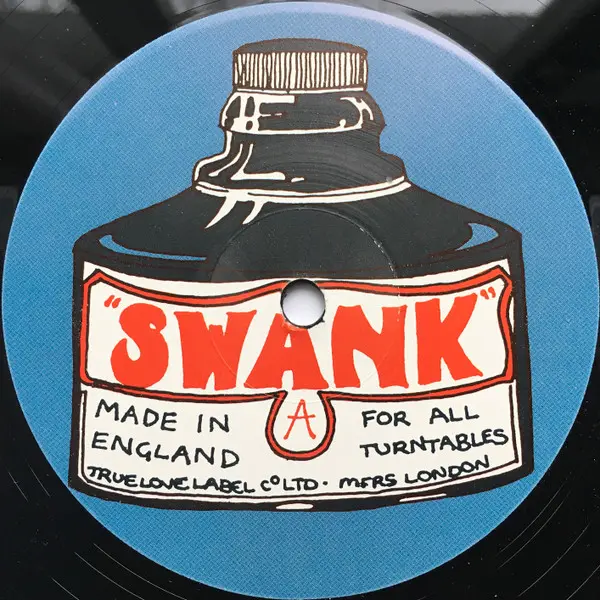 "SWANK"
A
MADE IN
ENGLAND
FOR ALL
TURNTABLES
TRUELOVE LABEL Cº LTD. MFRS LONDON